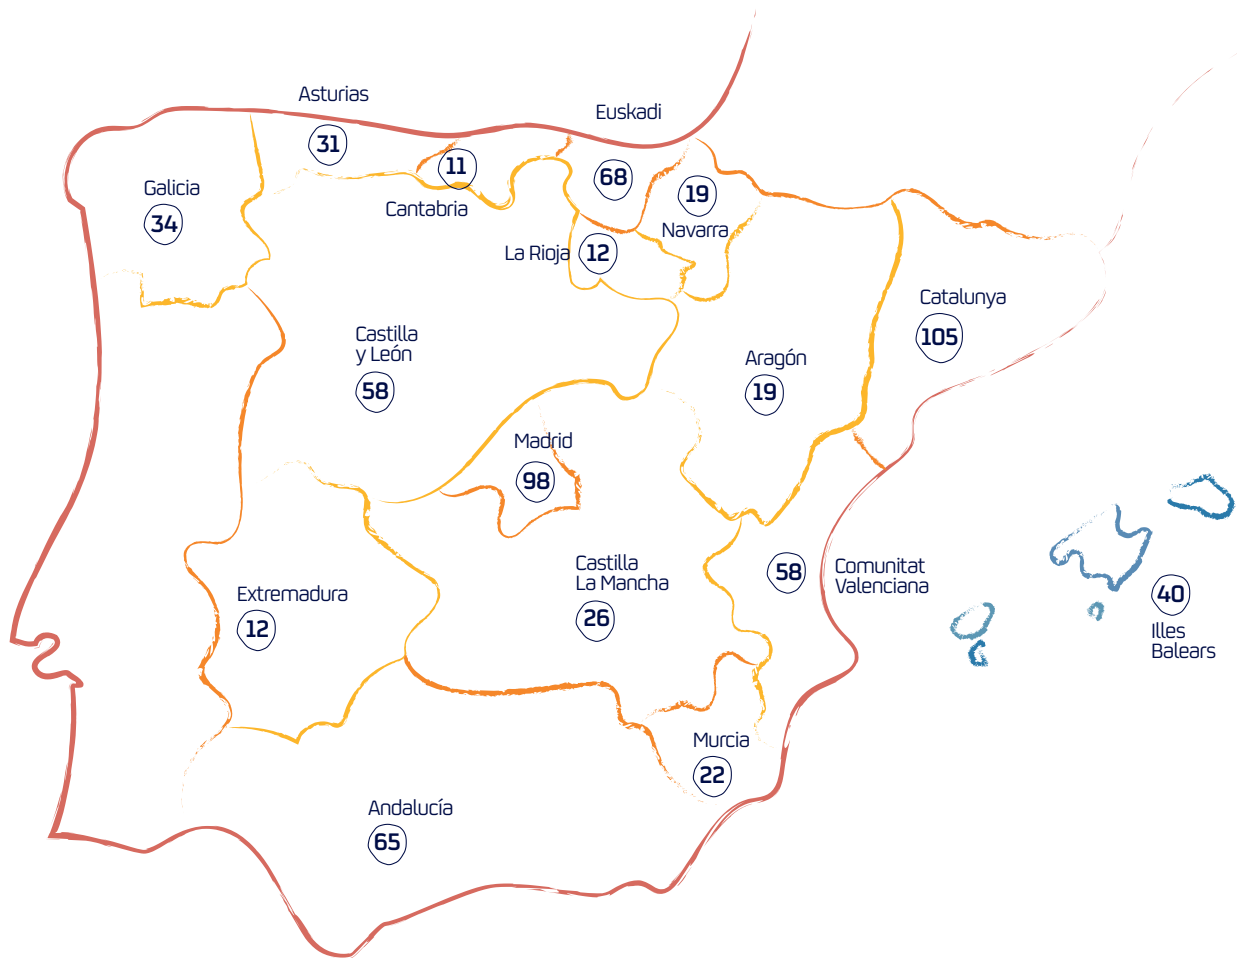 Asturias
31
Euskadi
11
68
Galicia
34
19
Cantabria
Navarra
La Rioja
12
Catalunya
105
Castilla
y León
58
Aragón
19
Madrid
98
Castilla
La Mancha
26
58
Comunitat
Valenciana
Extremadura
12
40
Illes
Balears
Murcia
22
Andalucía
65